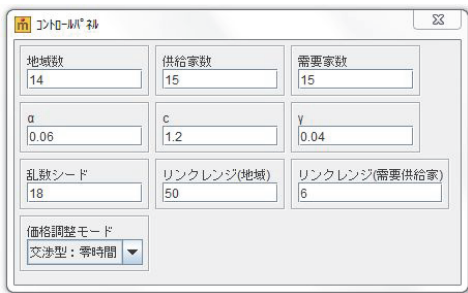 ｺﾝﾄﾛｰﾙﾊﾟﾈﾙ
地域数 供給家数 需要家数
14 15 15
α c γ
0.06 1.2 0.04
乱数シード リンクレンジ(地域) リンクレンジ(需要供給家)
18 50 6
価格調整モード
交渉型：零時間